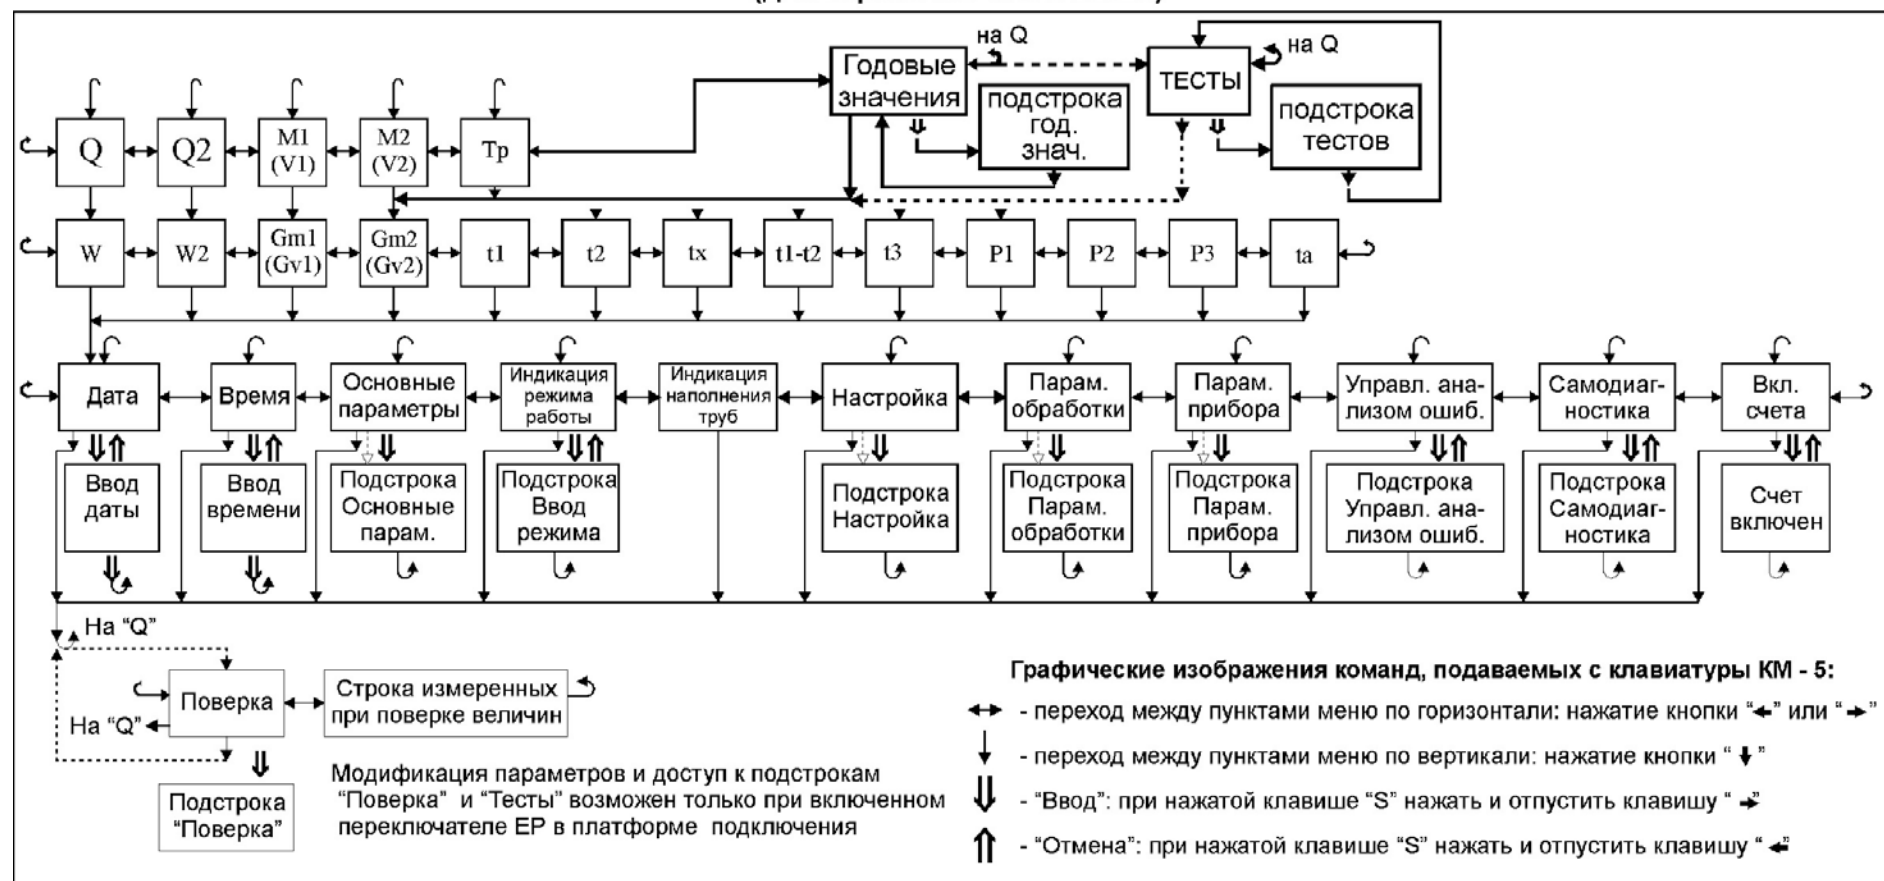 на Q
на Q
Годовые
значения
ТЕСТЫ
подстрока
год.
знач.
подстрока
тестов
Q
Q2
M1
(V1)
M2
(V2)
Tp
W
W2
Gm1
(Gv1)
Gm2
(Gv2)
t1
t2
tx
t1-t2
t3
P1
P2
P3
ta
Дата
Время
Основные
параметры
Индикация
режима
работы
Индикация
наполнения
труб
Настройка
Парам.
обработки
Парам.
прибора
Управл. ана-
лизом ошиб.
Самодиаг-
ностика
Вкл.
счета
Ввод
даты
Ввод
времени
Подстрока
Основные
парам.
Подстрока
Ввод
режима
Подстрока
Настройка
Подстрока
Парам.
обработки
Подстрока
Парам.
прибора
Подстрока
Управл. ана-
лизом ошиб.
Подстрока
Самодиаг-
ностика
Счет
включен
На “Q”
Поверка
На “Q”
Строка измеренных
при поверке величин
Подстрока
“Поверка”
Модификация параметров и доступ к подстрокам
“Поверка” и “Тесты” возможен только при включенном
переключателе ЕР в платформе подключения
Графические изображения команд, подаваемых с клавиатуры КМ - 5:
↔ - переход между пунктами меню по горизонтали: нажатие кнопки “←” или “→”
↓ - переход между пунктами меню по вертикали: нажатие кнопки “↓”
⇓ - “Ввод”: при нажатой клавише “S” нажать и отпустить клавишу “→”
⇑ - “Отмена”: при нажатой клавише “S” нажать и отпустить клавишу “←”